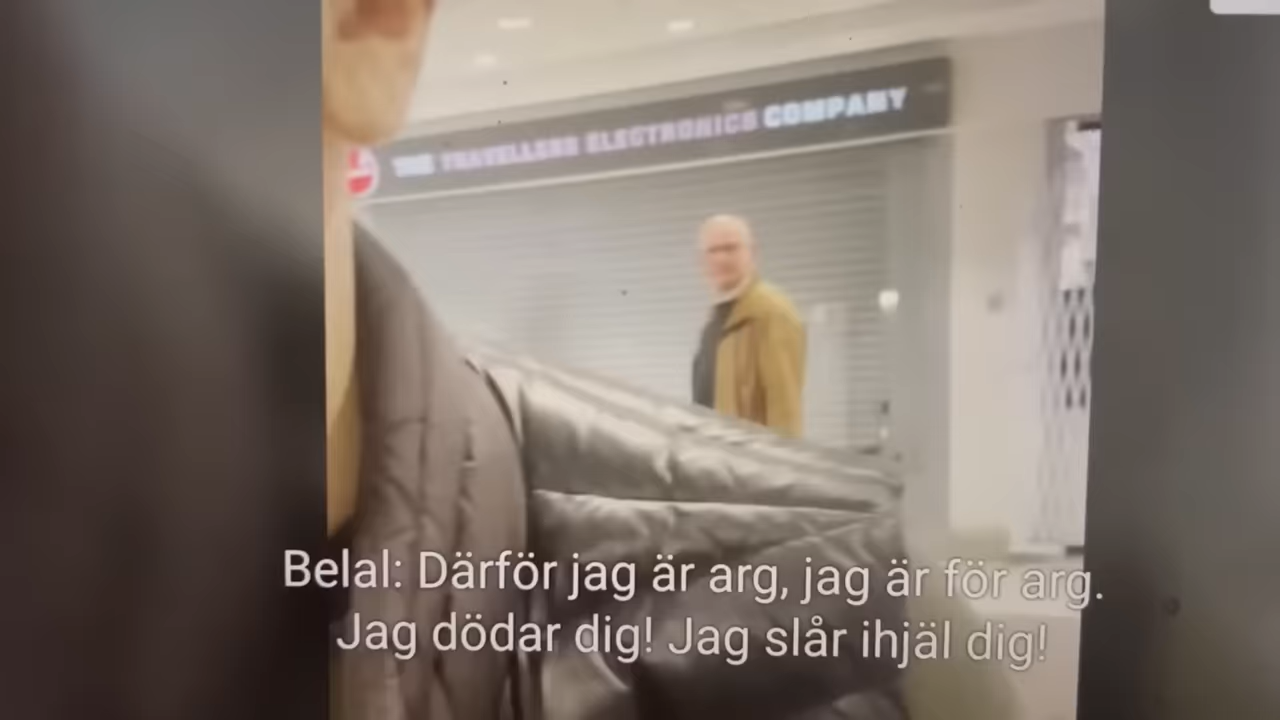 THE TRAVELLERS ELECTRONICS COMPANY
Belal: Därför jag är arg, jag är för arg.
Jag dödar dig! Jag slår ihjäl dig!